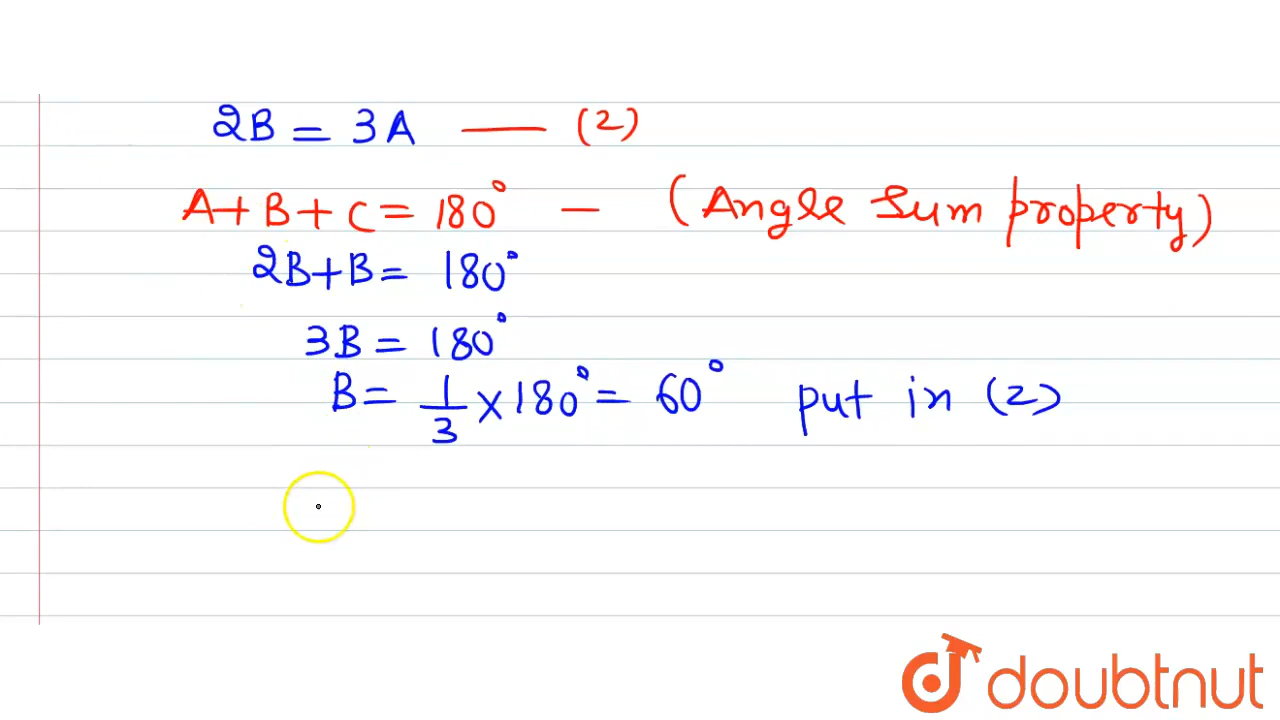 2B = 3A — (2)
A+B+C = 180° — (Angle Sum property)
2B+B = 180°
3B = 180°
B = 1/3 × 180° = 60° put in (2)
doubtnut